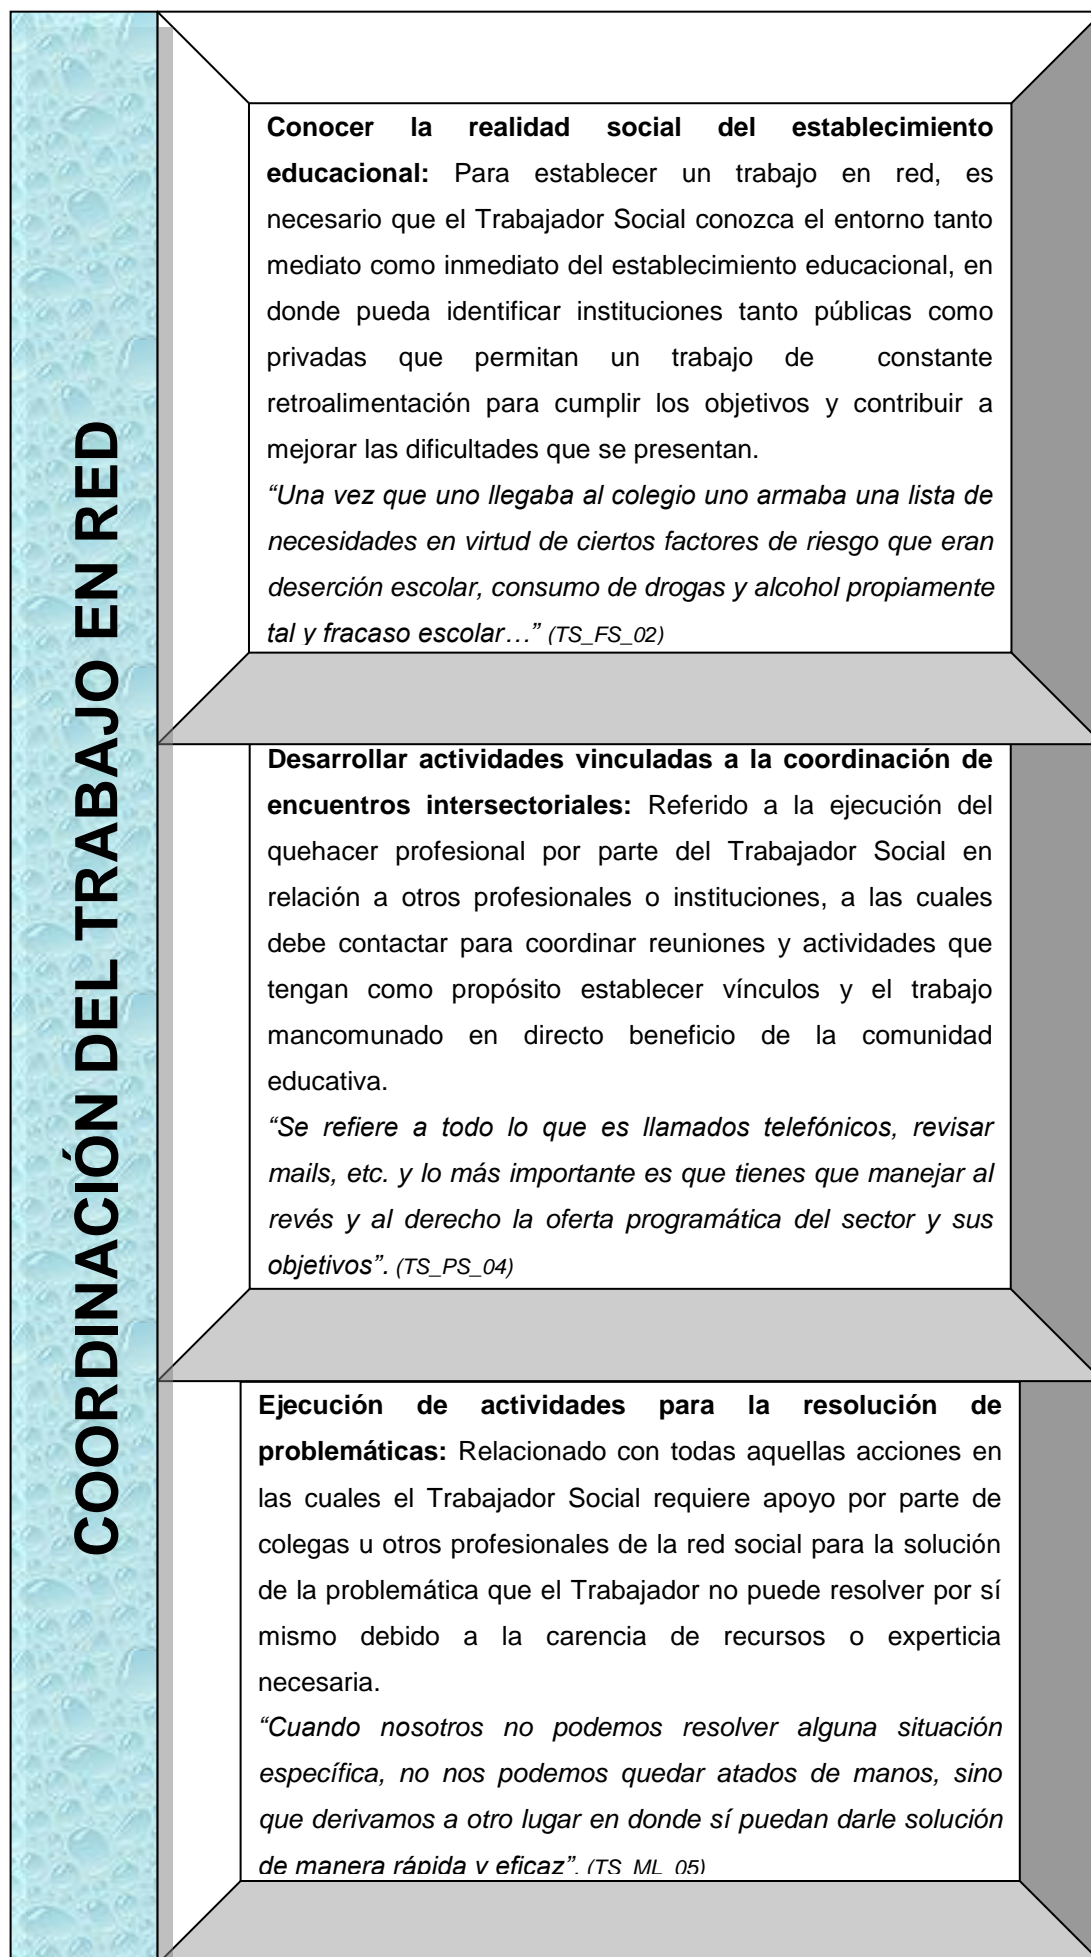 COORDINACIÓN DEL TRABAJO EN RED
Conocer la realidad social del establecimiento
educacional: Para establecer un trabajo en red, es
necesario que el Trabajador Social conozca el entorno tanto
mediato como inmediato del establecimiento educacional, en
donde pueda identificar instituciones tanto públicas como
privadas que permitan un trabajo de constante
retroalimentación para cumplir los objetivos y contribuir a
mejorar las dificultades que se presentan.
“Una vez que uno llegaba al colegio uno armaba una lista de
necesidades en virtud de ciertos factores de riesgo que eran
deserción escolar, consumo de drogas y alcohol propiamente
tal y fracaso escolar…” (TS_FS_02)
Desarrollar actividades vinculadas a la coordinación de
encuentros intersectoriales: Referido a la ejecución del
quehacer profesional por parte del Trabajador Social en
relación a otros profesionales o instituciones, a las cuales
debe contactar para coordinar reuniones y actividades que
tengan como propósito establecer vínculos y el trabajo
mancomunado en directo beneficio de la comunidad
educativa.
“Se refiere a todo lo que es llamados telefónicos, revisar
mails, etc. y lo más importante es que tienes que manejar al
revés y al derecho la oferta programática del sector y sus
objetivos”. (TS_PS_04)
Ejecución de actividades para la resolución de
problemáticas: Relacionado con todas aquellas acciones en
las cuales el Trabajador Social requiere apoyo por parte de
colegas u otros profesionales de la red social para la solución
de la problemática que el Trabajador no puede resolver por sí
mismo debido a la carencia de recursos o experticia
necesaria.
“Cuando nosotros no podemos resolver alguna situación
específica, no nos podemos quedar atados de manos, sino
que derivamos a otro lugar en donde sí puedan darle solución
de manera rápida y eficaz”. (TS_ML_05)